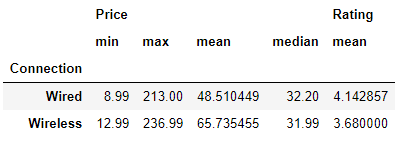 Price Rating
min max mean median mean
Connection
Wired 8.99 213.00 48.510449 32.20 4.142857
Wireless 12.99 236.99 65.735455 31.99 3.680000